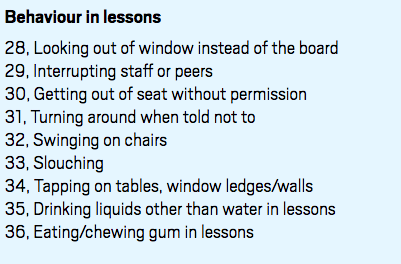 Behaviour in lessons
28, Looking out of window instead of the board
29, Interrupting staff or peers
30, Getting out of seat without permission
31, Turning around when told not to
32, Swinging on chairs
33, Slouching
34, Tapping on tables, window ledges/walls
35, Drinking liquids other than water in lessons
36, Eating/chewing gum in lessons